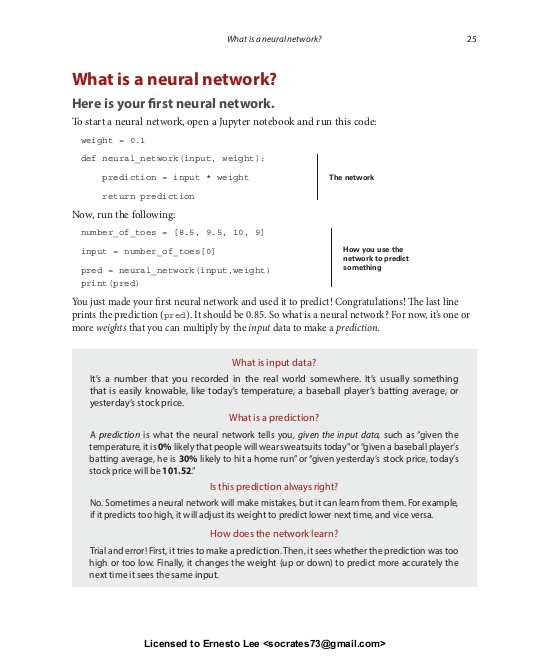 What is a neural network?
25
What is a neural network?
Here is your first neural network.
To start a neural network, open a Jupyter notebook and run this code:
weight = 0.1
def neural_network(input, weight):
prediction = input * weight
The network
return prediction
Now, run the following:
number_of_toes = [8.5, 9.5, 10, 9]
input = number_of_toes[0]
pred = neural_network(input,weight)
print(pred)
How you use the
network to predict
something
You just made your first neural network and used it to predict! Congratulations! The last line
prints the prediction (pred). It should be 0.85. So what is a neural network? For now, it's one or
more weights that you can multiply by the input data to make a prediction.
What is input data?
It's a number that you recorded in the real world somewhere. It's usually something
that is easily knowable, like today's temperature, a baseball player's batting average, or
yesterday's stock price.
What is a prediction?
A prediction is what the neural network tells you, given the input data, such as "given the
temperature, it is 0% likely that people will wear sweatsuits today" or "given a baseball player's
batting average, he is 30% likely to hit a home run" or "given yesterday's stock price, today's
stock price will be 101.52."
Is this prediction always right?
No. Sometimes a neural network will make mistakes, but it can learn from them. For example,
if it predicts too high, it will adjust its weight to predict lower next time, and vice versa.
How does the network learn?
Trial and error! First, it tries to make a prediction. Then, it sees whether the prediction was too
high or too low. Finally, it changes the weight (up or down) to predict more accurately the
next time it sees the same input.
Licensed to Ernesto Lee <socrates73@gmail.com>